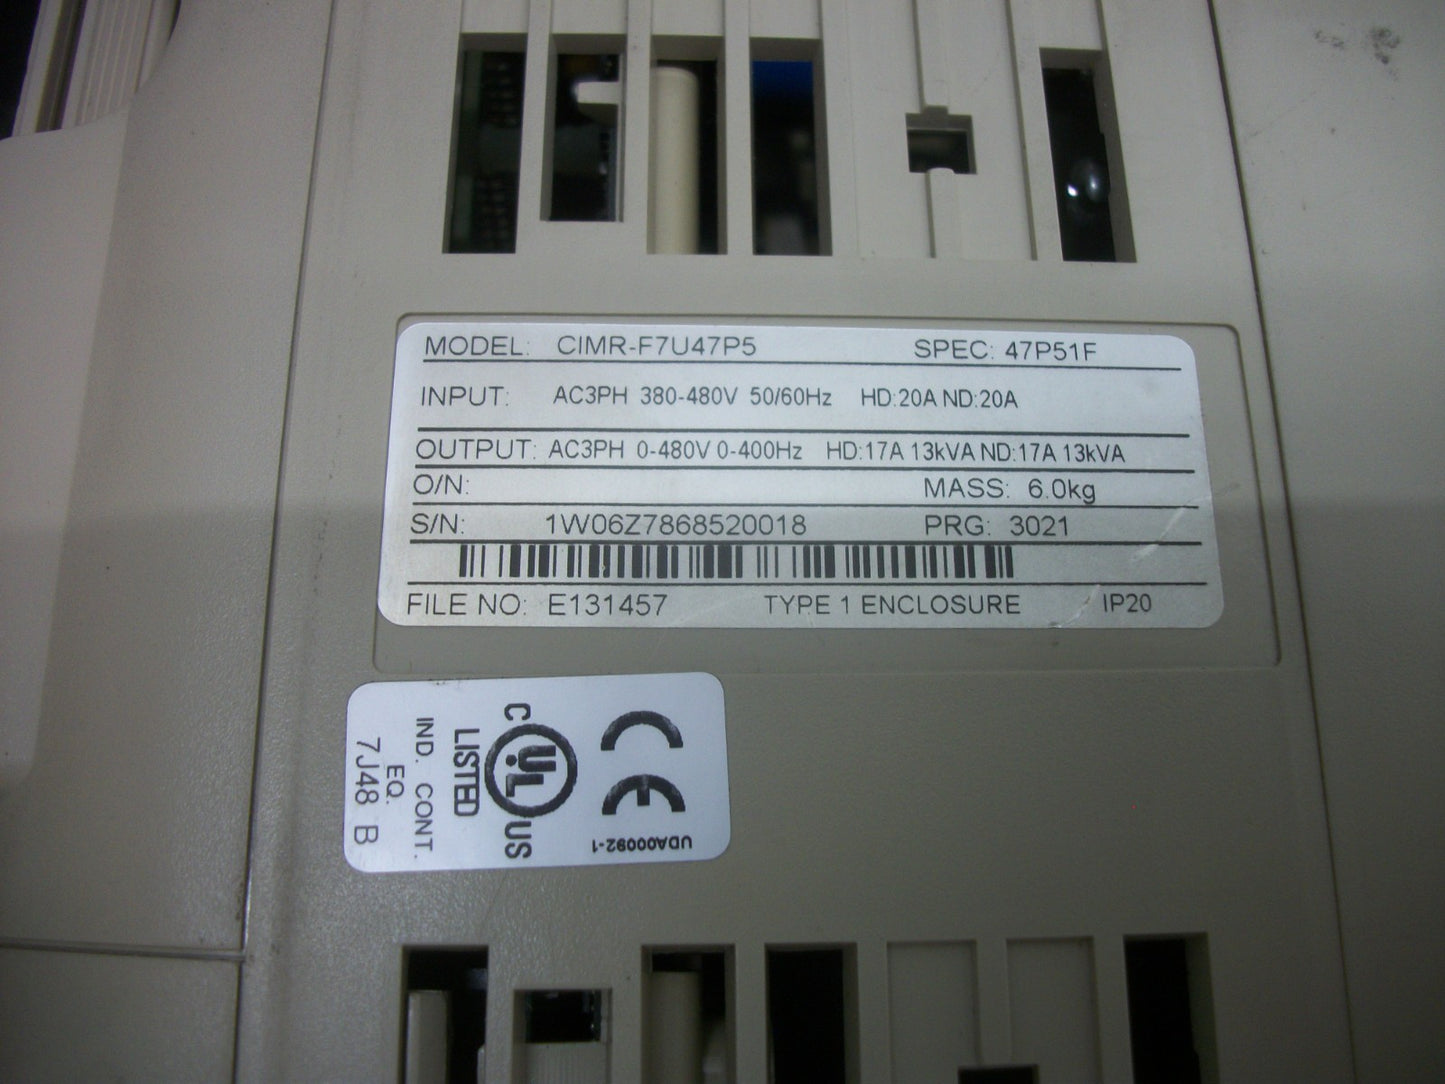 MODEL: CIMR-F7U47P5 SPEC: 47P51F
INPUT: AC3PH 380-480V 50/60Hz HD:20A ND:20A
OUTPUT: AC3PH 0-480V 0-400Hz HD:17A 13kVA ND:17A 13kVA
O/N: MASS: 6.0kg
S/N: 1W06Z7868520018 PRG: 3021
FILE NO: E131457 TYPE 1 ENCLOSURE IP20
CE
UDA00092-1
C UL US
LISTED
IND. CONT.
EQ.
7J48 B